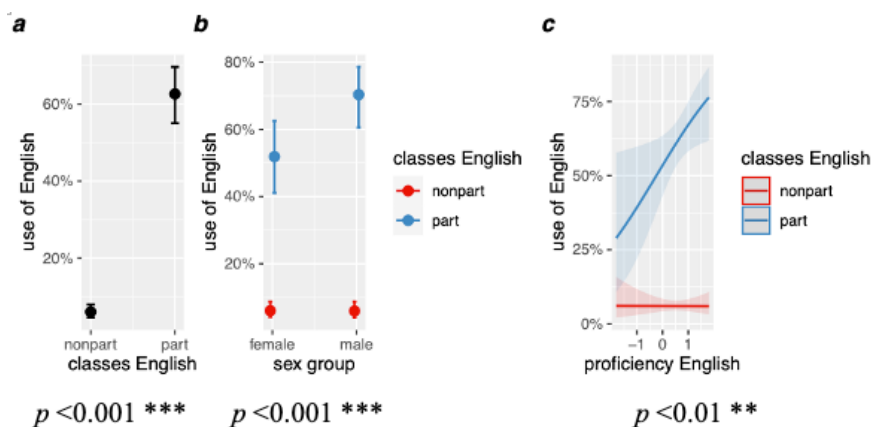 a
use of English
60%
40%
20%
nonpart part
classes English
p <0.001 ***
b
use of English
80%
60%
40%
20%
female male
sex group
p <0.001 ***
classes English
nonpart
part
c
use of English
75%
50%
25%
0%
−1 0 1
proficiency English
p <0.01 **
classes English
nonpart
part